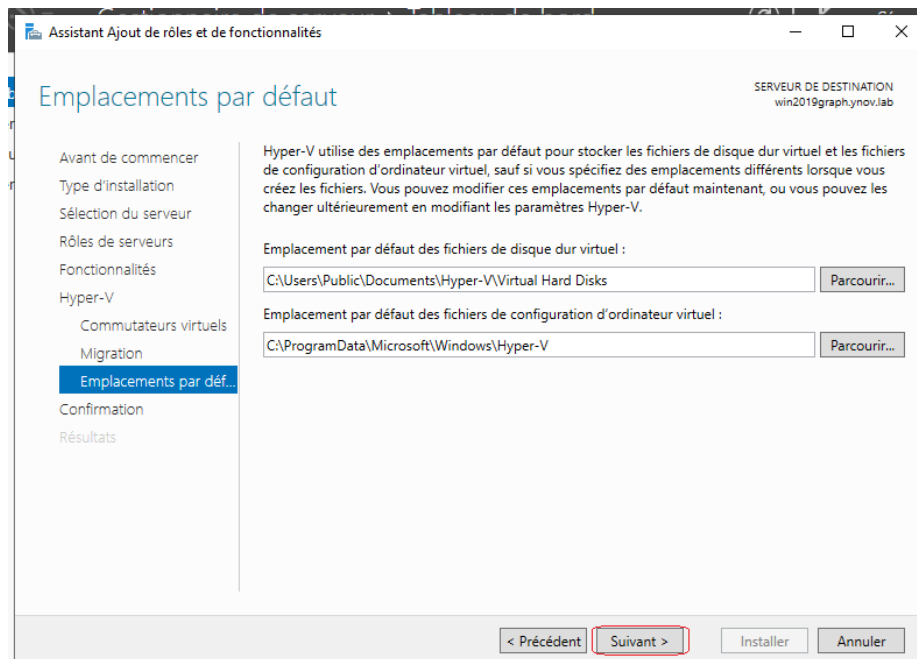 Assistant Ajout de rôles et de fonctionnalités
Emplacements par défaut
SERVEUR DE DESTINATION
win2019graph.ynov.lab
Avant de commencer
Type d'installation
Sélection du serveur
Rôles de serveurs
Fonctionnalités
Hyper-V
Commutateurs virtuels
Migration
Emplacements par déf...
Confirmation
Résultats
Hyper-V utilise des emplacements par défaut pour stocker les fichiers de disque dur virtuel et les fichiers
de configuration d'ordinateur virtuel, sauf si vous spécifiez des emplacements différents lorsque vous
créez les fichiers. Vous pouvez modifier ces emplacements par défaut maintenant, ou vous pouvez les
changer ultérieurement en modifiant les paramètres Hyper-V.
Emplacement par défaut des fichiers de disque dur virtuel :
C:\Users\Public\Documents\Hyper-V\Virtual Hard Disks
Parcourir...
Emplacement par défaut des fichiers de configuration d'ordinateur virtuel :
C:\ProgramData\Microsoft\Windows\Hyper-V
Parcourir...
< Précédent
Suivant >
Installer
Annuler